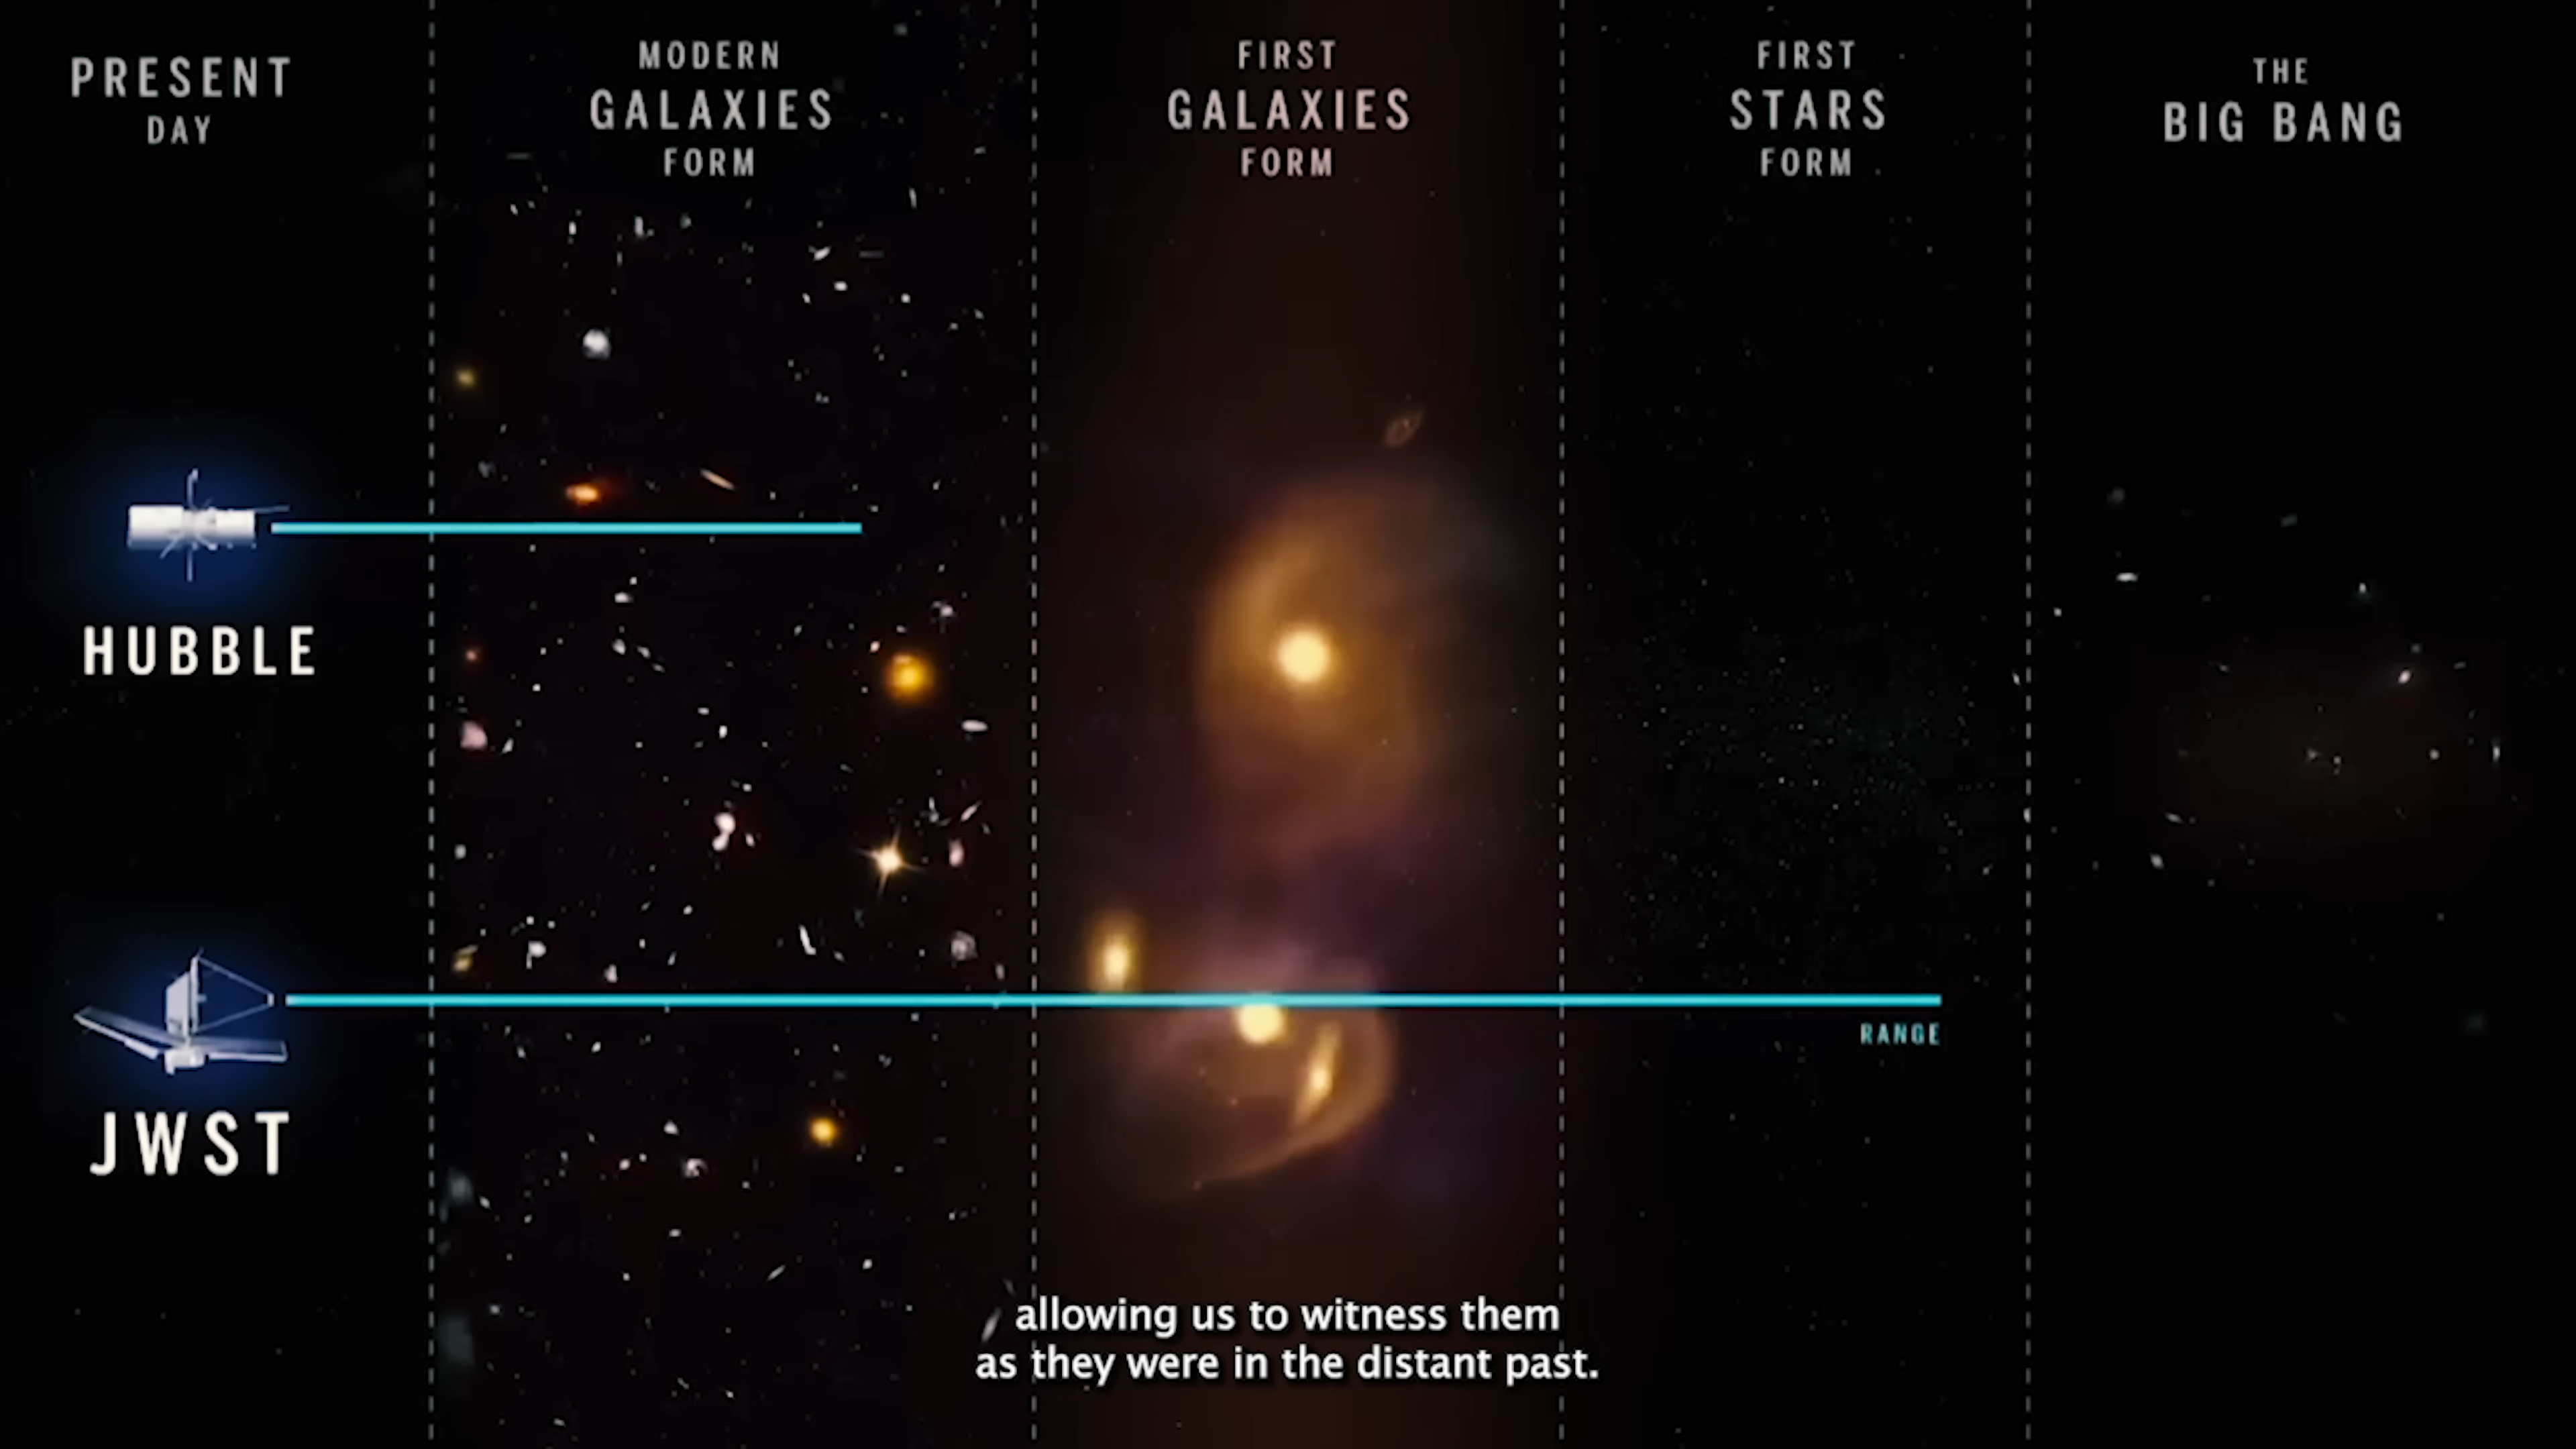 PRESENT
DAY
MODERN
GALAXIES
FORM
FIRST
GALAXIES
FORM
FIRST
STARS
FORM
THE
BIG BANG
HUBBLE
JWST
RANGE
allowing us to witness them
as they were in the distant past.